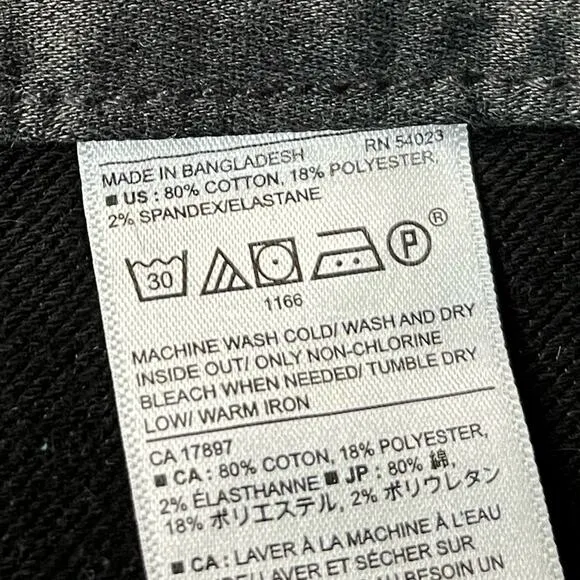 RN 54023
MADE IN BANGLADESH
■ US : 80% COTTON, 18% POLYESTER,
2% SPANDEX/ELASTANE
30 P ®
1166
MACHINE WASH COLD/ WASH AND DRY
INSIDE OUT/ ONLY NON-CHLORINE
BLEACH WHEN NEEDED/ TUMBLE DRY
LOW/ WARM IRON
CA 17897
■ CA : 80% COTON, 18% POLYESTER,
2% ÉLASTHANNE ■ JP : 80% 綿,
18% ポリエステル, 2% ポリウレタン
■ CA : LAVER À LA MACHINE À L'EAU
ET SÉCHER SUR
AU BESOIN UN